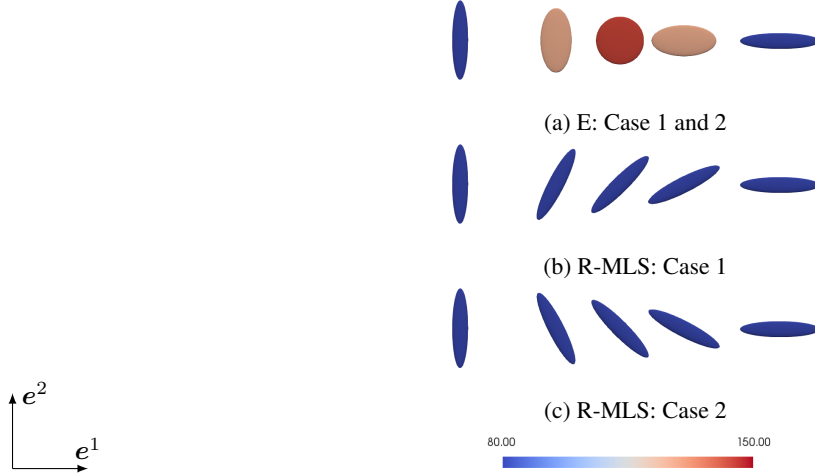 (a) E: Case 1 and 2
(b) R-MLS: Case 1
(c) R-MLS: Case 2
e²
e¹
80.00 150.00